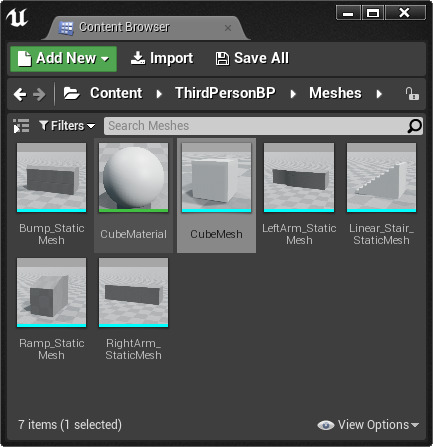 Content Browser
Add New Import Save All
Content ThirdPersonBP Meshes
Filters Search Meshes
Bump_Static
Mesh
CubeMaterial
CubeMesh
LeftArm_Static
Mesh
Linear_Stair_
StaticMesh
Ramp_Static
Mesh
RightArm_
StaticMesh
7 items (1 selected) View Options